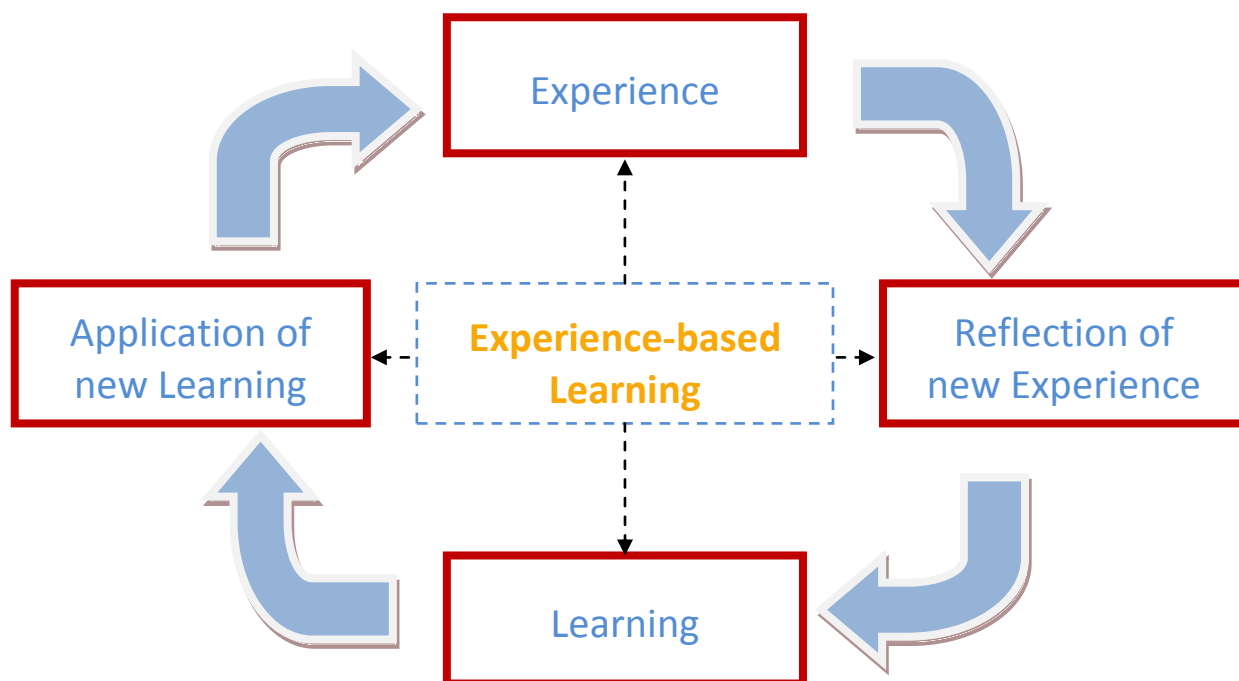 Experience
Application of
new Learning
Experience-based
Learning
Reflection of
new Experience
Learning